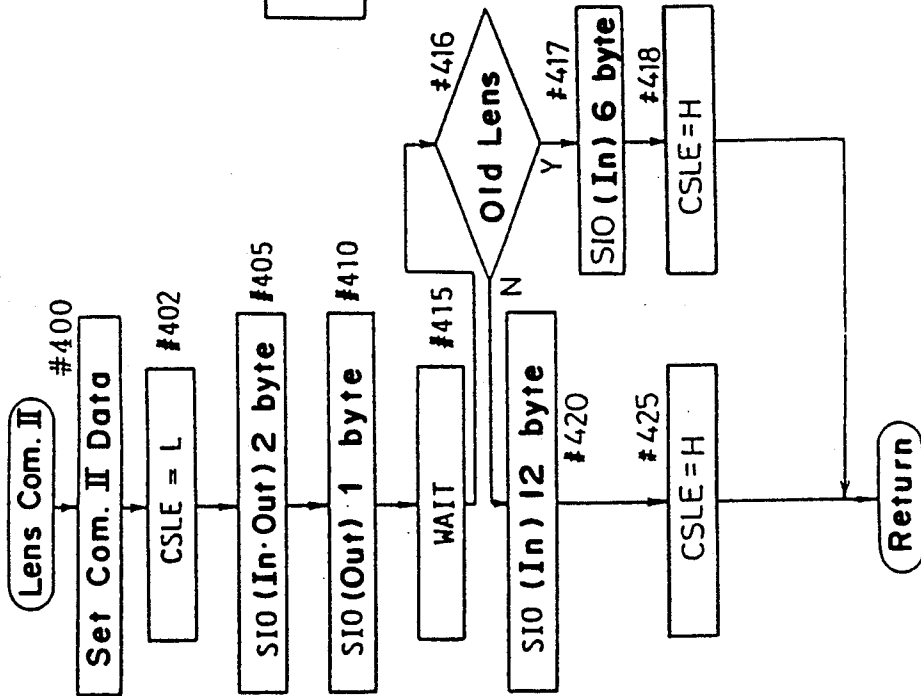 Lens Com. II
#400
Set Com. II Data
#402
CSLE = L
#405
SIO (In·Out) 2 byte
#410
SIO (Out) 1 byte
#415
WAIT
#416
Old Lens
N
Y
#417
SIO (In) 6 byte
#418
CSLE=H
SIO (In) 12 byte
#420
#425
CSLE=H
Return